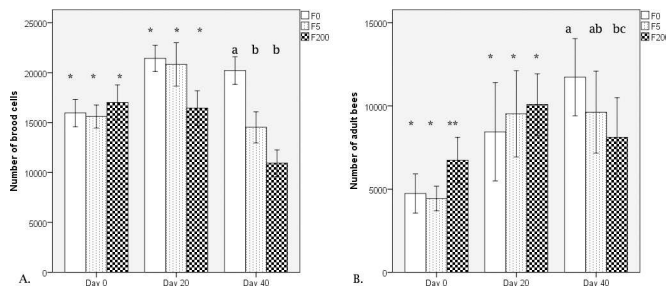 25000
20000
15000
10000
5000
0
Number of brood cells
* * *
* * *
a b b
Day 0 Day 20 Day 40
A.
F0
F5
F200
15000
10000
5000
0
Number of adult bees
* * **
* * *
a ab bc
Day 0 Day 20 Day 40
B.
F0
F5
F200